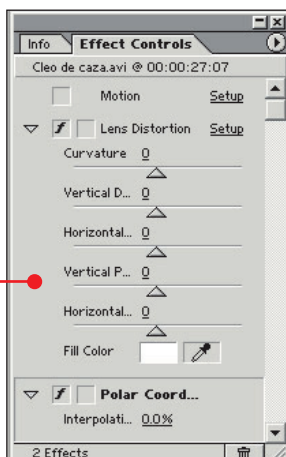 Info Effect Controls
Cleo de caza.avi @ 00:00:27:07
Motion Setup
f Lens Distortion Setup
Curvature 0
Vertical D... 0
Horizontal... 0
Vertical P... 0
Horizontal... 0
Fill Color
f Polar Coord...
Interpolati... 0.0%
2 Effects